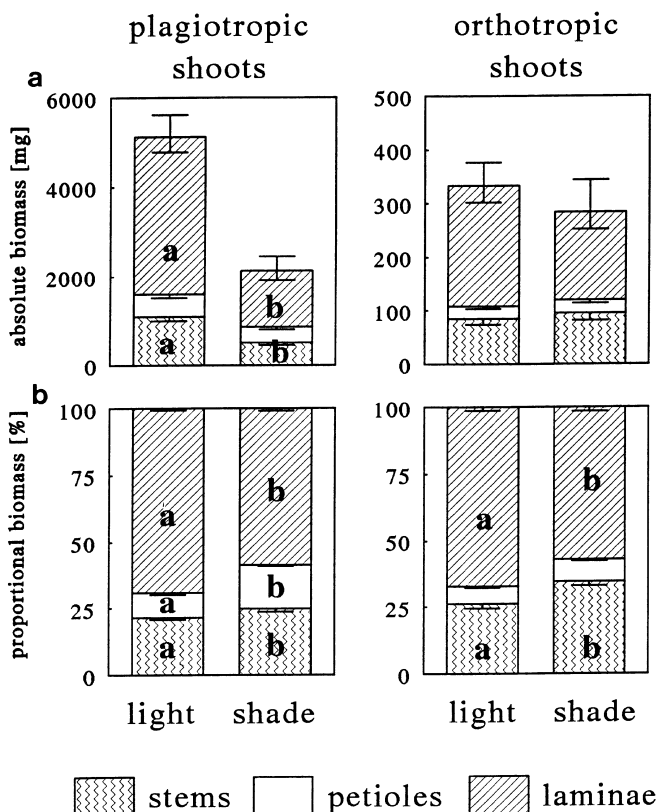 plagiotropic
shoots
orthotropic
shoots
a
absolute biomass [mg]
6000
4000
2000
0
a
a
b
b
500
400
300
200
100
0
b
proportional biomass [%]
100
75
50
25
0
a
a
a
b
b
b
100
75
50
25
0
a
a
b
b
light
shade
light
shade
stems
petioles
laminae